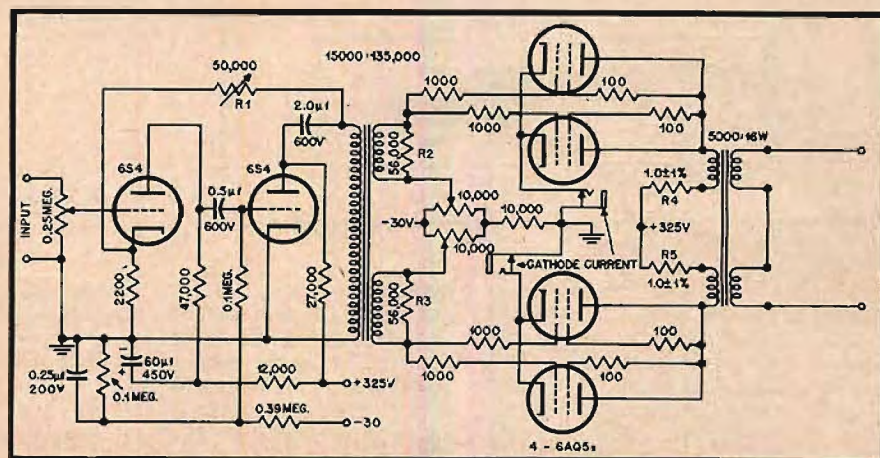 50,000
R1
15000:135,000
2.0µf
600V
6S4
0.5µf
600V
6S4
INPUT
0.25MEG.
2200
47,000
0.1MEG.
27,000
56,000
R2
56,000
R3
1000
100
1000
100
-30V
10,000
10,000
10,000
CATHODE CURRENT
5000:16W
1.0±1%
R4
+325V
R5
1.0±1%
1000
100
1000
100
0.25µf
200V
0.1MEG.
60µf
450V
12,000
+325V
0.39MEG.
-30
4 - 6AQ5s